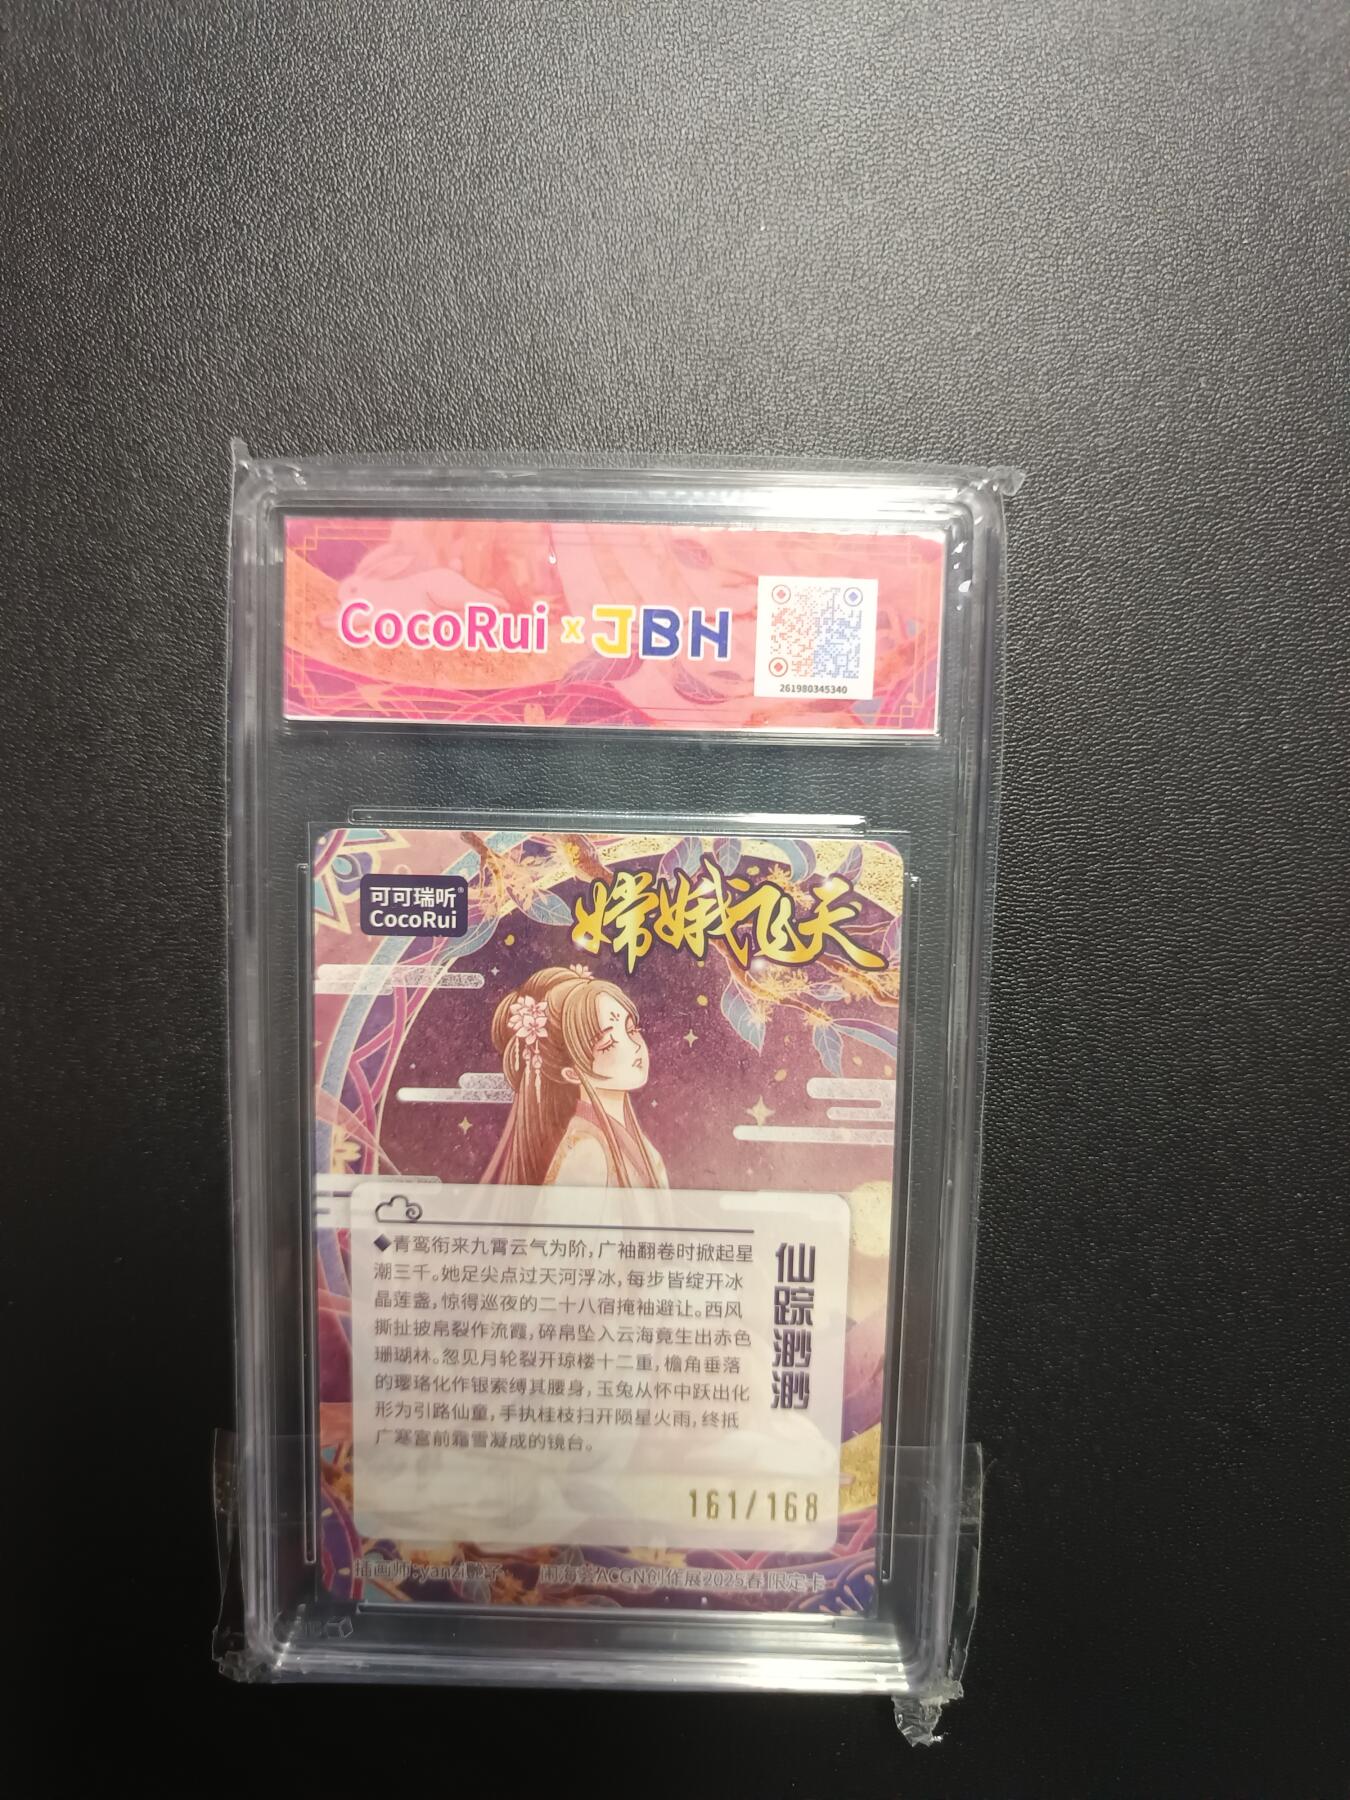 CocoRui x JBH
261980345340
可可瑞听®
CocoRui
嫦娥飞天
◆青鸾衔来九霄云气为阶,广袖翻卷时掀起星
潮三千。她足尖点过天河浮冰,每步皆绽开冰
晶莲盏,惊得巡夜的二十八宿掩袖避让。西风
撕扯披帛裂作流霞,碎帛坠入云海竟生出赤色
珊瑚林。忽见月轮裂开琼楼十二重,檐角垂落
的璎珞化作银索缚其腰身,玉兔从怀中跃出化
形为引路仙童,手执桂枝扫开陨星火雨,终抵
广寒宫前霜雪凝成的镜台。
仙踪渺渺
161/168
插画师:yanzi
ACGN创作展2025春限定卡